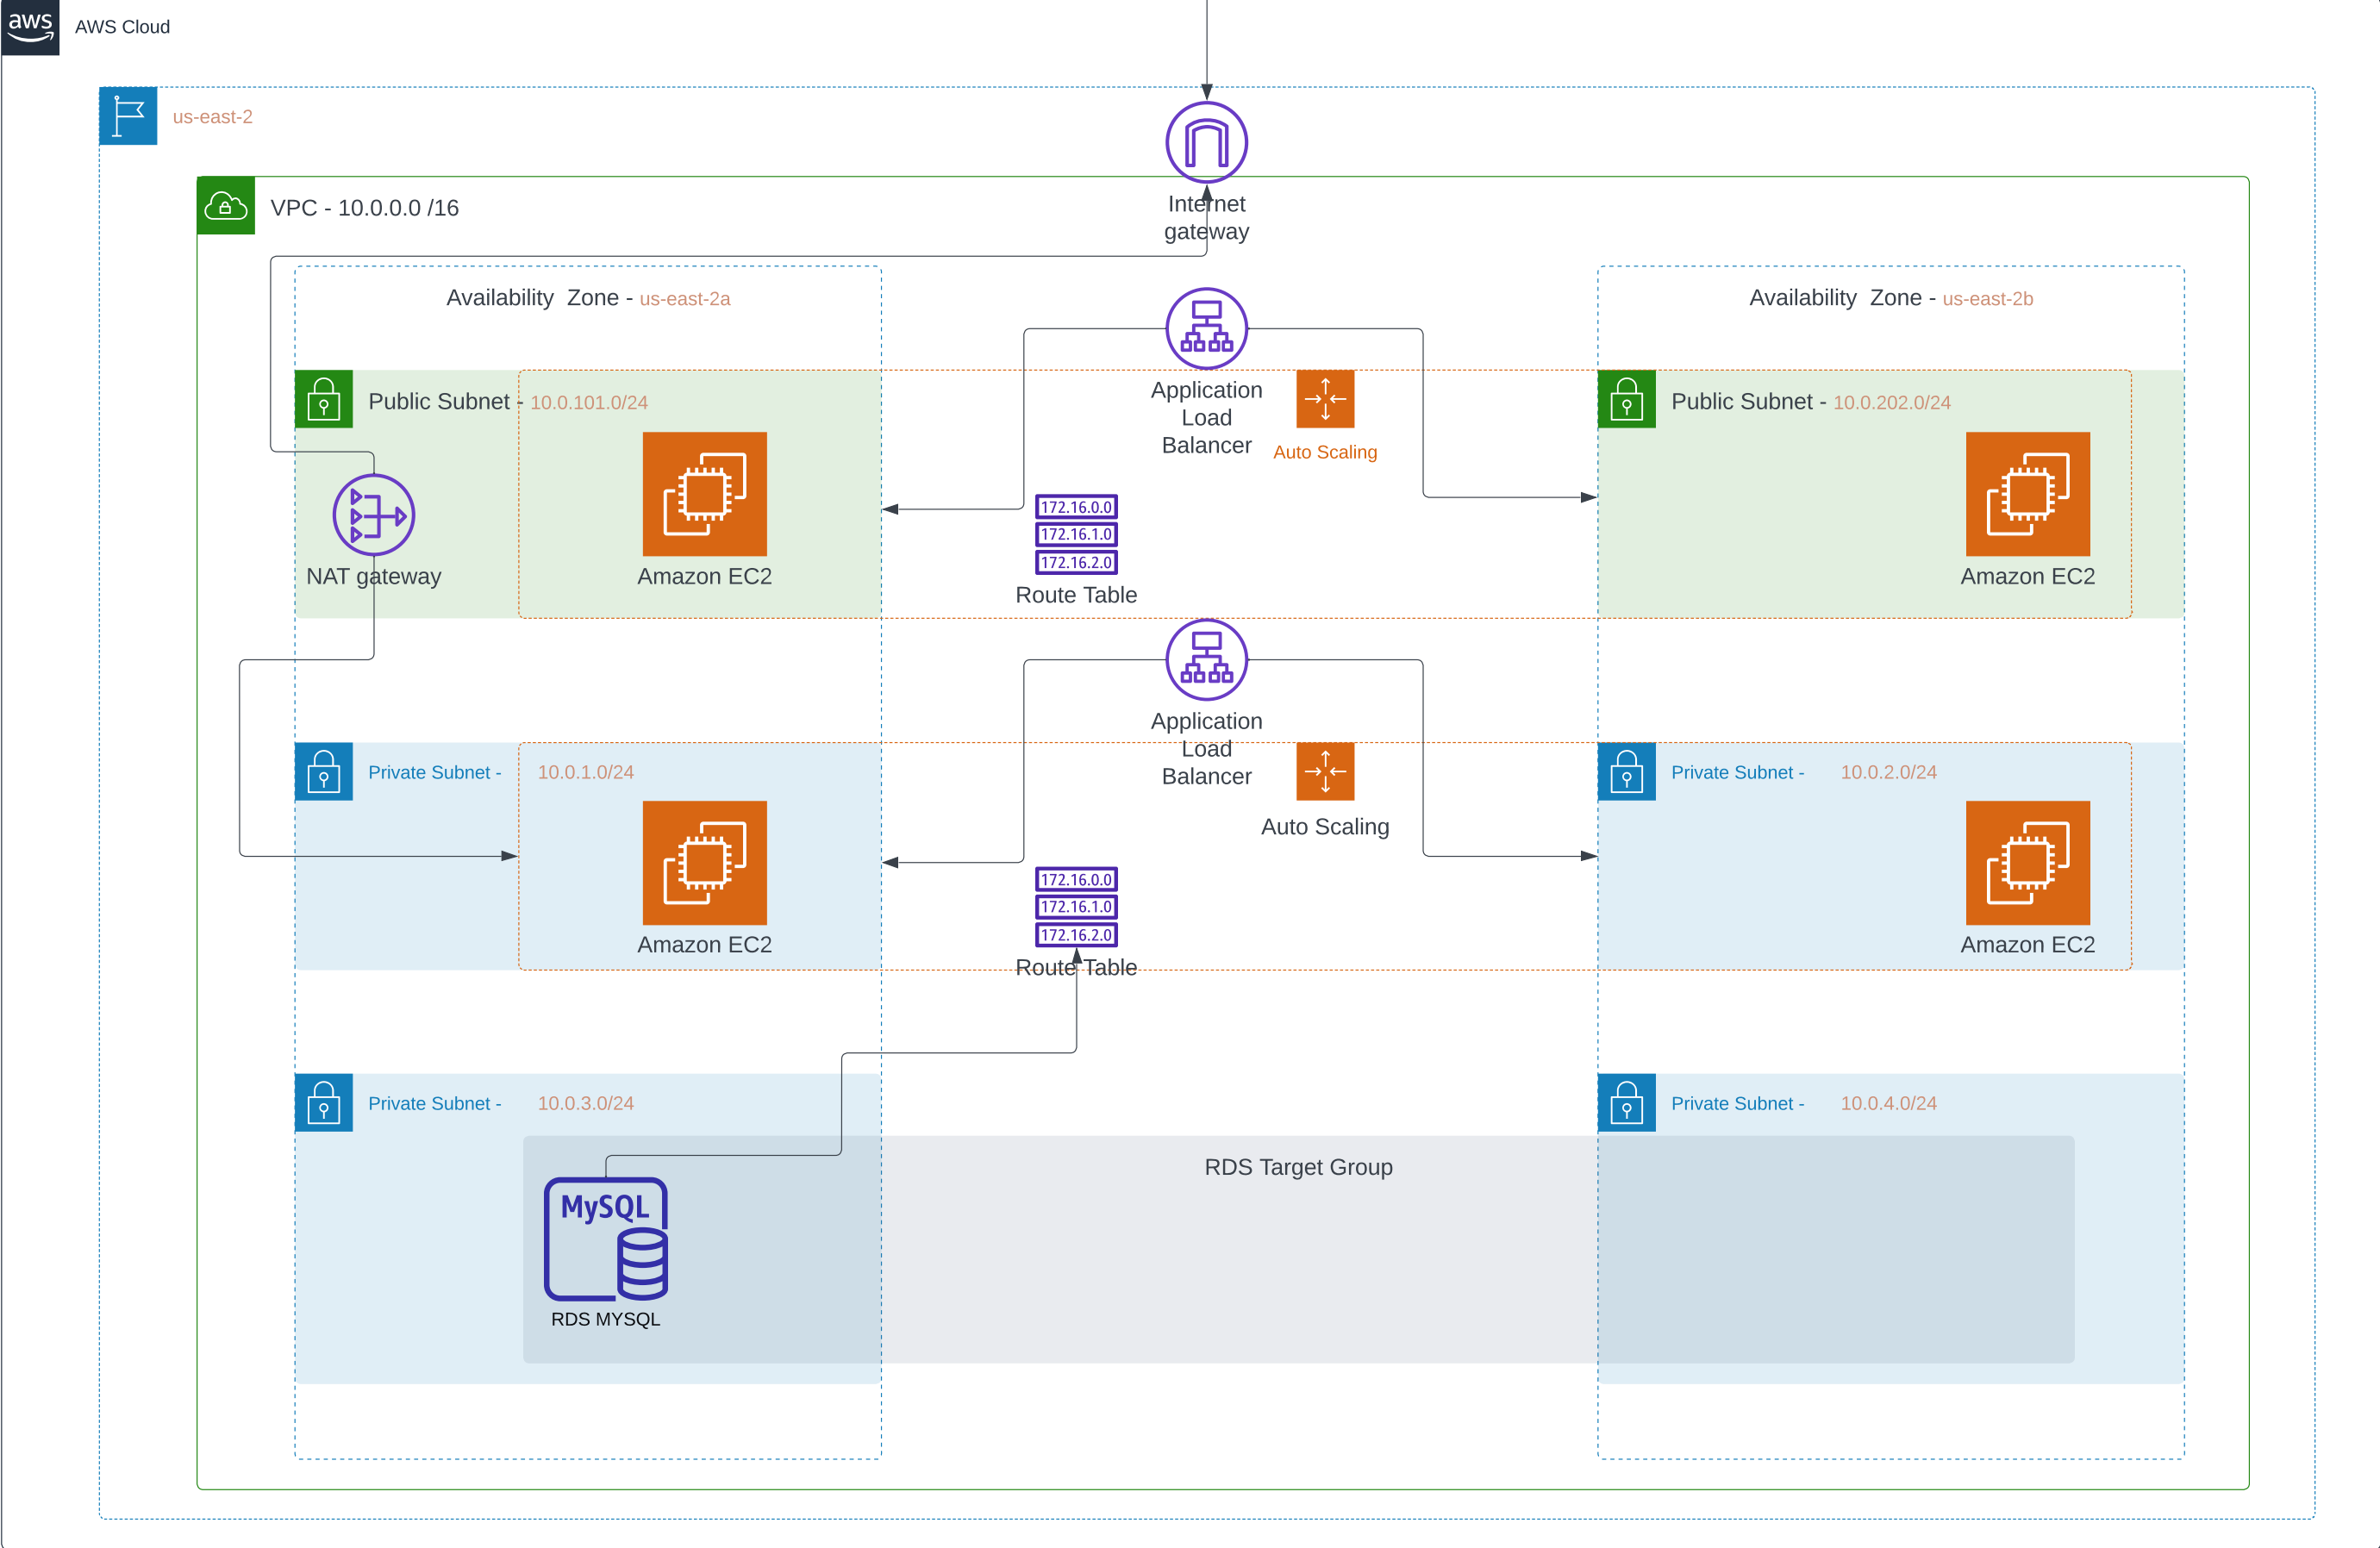 aws
AWS Cloud
us-east-2
VPC - 10.0.0.0 /16
Internet
gateway
Availability  Zone - us-east-2a
Availability  Zone - us-east-2b
Public Subnet - 10.0.101.0/24
Application
Load
Balancer
Auto Scaling
Public Subnet - 10.0.202.0/24
NAT gateway
Amazon EC2
172.16.0.0
172.16.1.0
172.16.2.0
Route Table
Amazon EC2
Application
Load
Balancer
Private Subnet - 10.0.1.0/24
Auto Scaling
Private Subnet - 10.0.2.0/24
Amazon EC2
172.16.0.0
172.16.1.0
172.16.2.0
Route Table
Amazon EC2
Private Subnet - 10.0.3.0/24
Private Subnet - 10.0.4.0/24
RDS Target Group
MySQL
RDS MYSQL